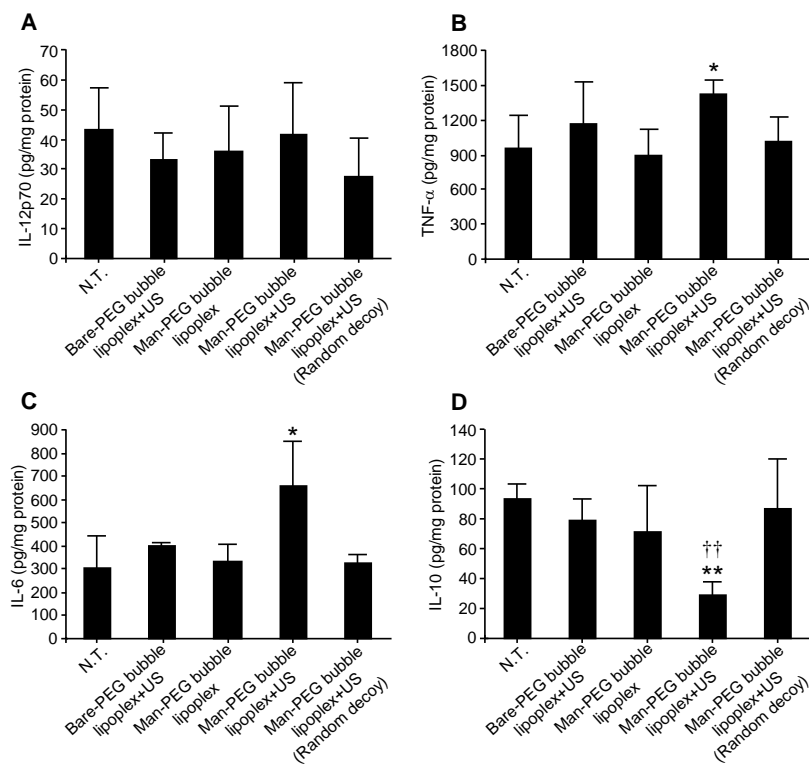 A
IL-12p70 (pg/mg protein)
70
60
50
40
30
20
10
0
N.T.
Bare-PEG bubble
lipoplex+US
Man-PEG bubble
lipoplex
Man-PEG bubble
lipoplex+US
Man-PEG bubble
lipoplex+US
(Random decoy)
B
TNF-α (pg/mg protein)
1800
1500
1200
900
600
300
0
*
N.T.
Bare-PEG bubble
lipoplex+US
Man-PEG bubble
lipoplex
Man-PEG bubble
lipoplex+US
Man-PEG bubble
lipoplex+US
(Random decoy)
C
IL-6 (pg/mg protein)
900
800
700
600
500
400
300
200
100
0
*
N.T.
Bare-PEG bubble
lipoplex+US
Man-PEG bubble
lipoplex
Man-PEG bubble
lipoplex+US
Man-PEG bubble
lipoplex+US
(Random decoy)
D
IL-10 (pg/mg protein)
140
120
100
80
60
40
20
0
††
**
N.T.
Bare-PEG bubble
lipoplex+US
Man-PEG bubble
lipoplex
Man-PEG bubble
lipoplex+US
Man-PEG bubble
lipoplex+US
(Random decoy)